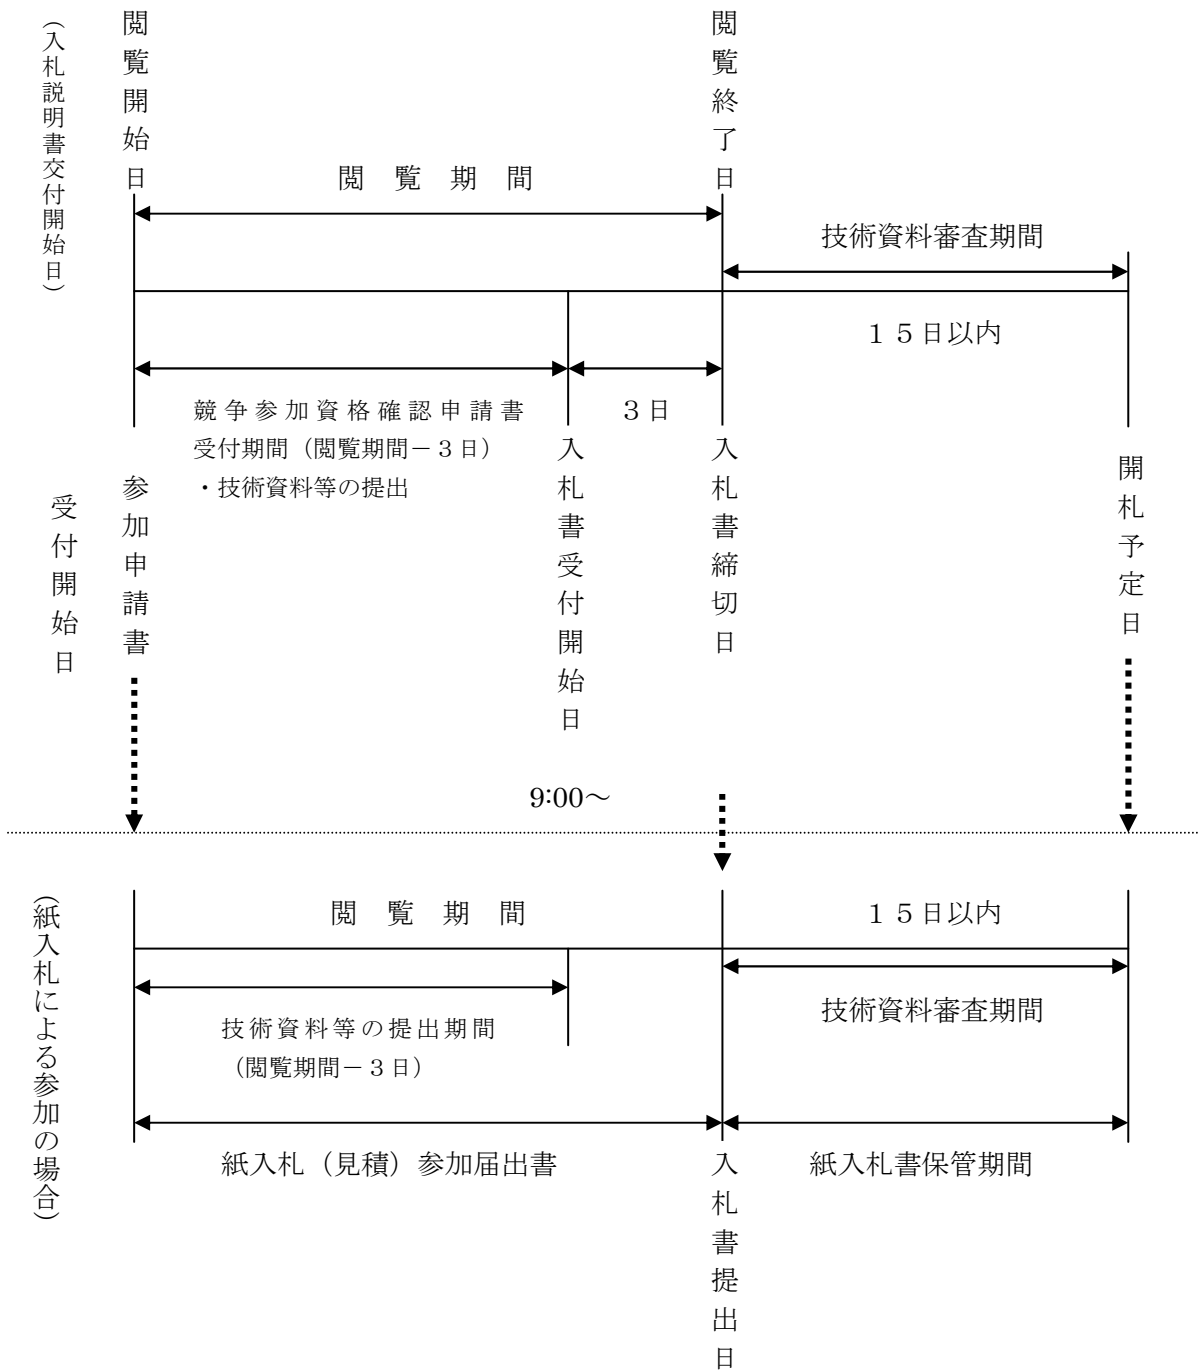 （入札説明書交付開始日）
閲覧開始日
閲覧終了日
閲　覧　期　間
技術資料審査期間
１５日以内
競争参加資格確認申請書
受付期間（閲覧期間－３日）
・技術資料等の提出
３日
参加申請書
受付開始日
入札書受付開始日
入札書締切日
開札予定日
9:00～
（紙入札による参加の場合）
閲　覧　期　間
１５日以内
技術資料等の提出期間
（閲覧期間－３日）
技術資料審査期間
紙入札（見積）参加届出書
入札書提出日
紙入札書保管期間